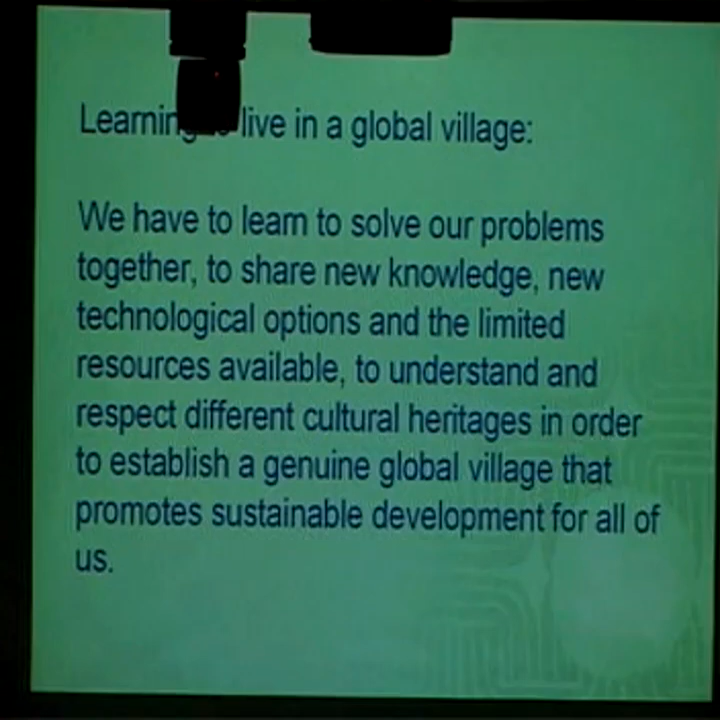 Learning to live in a global village:
We have to learn to solve our problems
together, to share new knowledge, new
technological options and the limited
resources available, to understand and
respect different cultural heritages in order
to establish a genuine global village that
promotes sustainable development for all of
us.